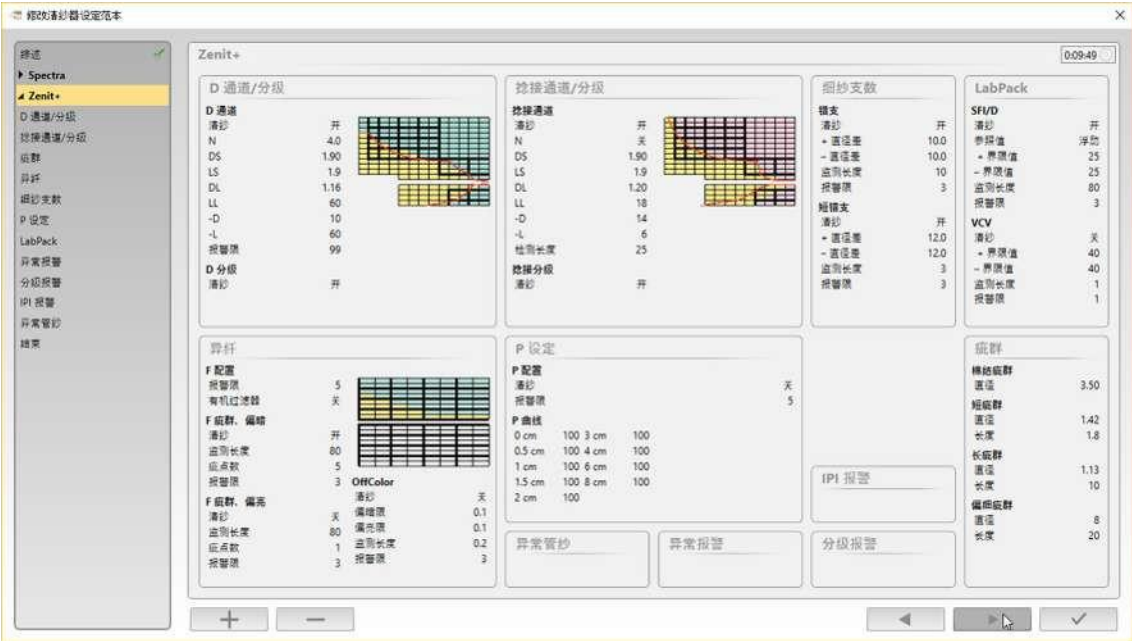 修改清纱器设定范本
综述
Spectra
Zenit+
D 通道/分级
捻接通道/分级
疵群
异纤
细纱支数
P 设定
LabPack
异常报警
分级报警
IPI 报警
异常管纱
结束
Zenit+
0:09:49
D 通道/分级
D 通道
清纱 开
N 4.0
DS 1.90
LS 1.9
DL 1.16
LL 60
-D 10
-L 60
报警限 99
D 分级
清纱 开
捻接通道/分级
捻接通道
清纱 开
N 关
DS 1.90
LS 1.9
DL 1.20
LL 18
-D 14
-L 6
检测长度 25
捻接分级
清纱 开
细纱支数
错支
清纱 开
+ 直径差 10.0
- 直径差 10.0
监测长度 10
报警限 3
短错支
清纱 开
+ 直径差 12.0
- 直径差 12.0
监测长度 3
报警限 3
LabPack
SFI/D
清纱 开
参照值 浮动
+ 界限值 25
- 界限值 25
监测长度 80
报警限 3
VCV
清纱 关
+ 界限值 40
- 界限值 40
监测长度 1
报警限 1
异纤
F 配置
报警限 5
有机过滤器 关
F 疵群、偏暗
清纱 开
监测长度 80
疵点数 5
报警限 3
F 疵群、偏亮
清纱 关
监测长度 80
疵点数 1
报警限 3
OffColor
清纱 关
偏暗限 0.1
偏亮限 0.1
监测长度 0.2
报警限 3
P 设定
P 配置
清纱 关
报警限 5
P 曲线
0 cm 100 3 cm 100
0.5 cm 100 4 cm 100
1 cm 100 6 cm 100
1.5 cm 100 8 cm 100
2 cm 100
异常管纱
异常报警
IPI 报警
分级报警
疵群
棉结疵群
直径 3.50
短疵群
直径 1.42
长度 1.8
长疵群
直径 1.13
长度 10
偏细疵群
直径 8
长度 20